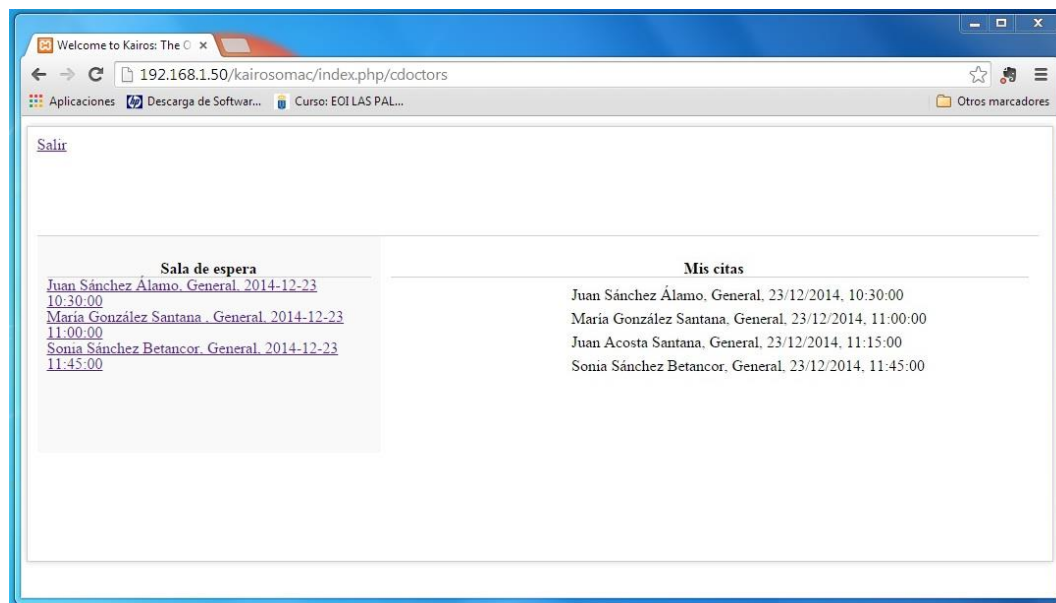 Welcome to Kairos: The O
192.168.1.50/kairosomac/index.php/cdoctors
Aplicaciones
Descarga de Softwar...
Curso: EOI LAS PAL...
Otros marcadores
Salir
Sala de espera
Juan Sánchez Álamo, General, 2014-12-23
10:30:00
María González Santana , General, 2014-12-23
11:00:00
Sonia Sánchez Betancor, General, 2014-12-23
11:45:00
Mis citas
Juan Sánchez Álamo, General, 23/12/2014, 10:30:00
María González Santana, General, 23/12/2014, 11:00:00
Juan Acosta Santana, General, 23/12/2014, 11:15:00
Sonia Sánchez Betancor, General, 23/12/2014, 11:45:00